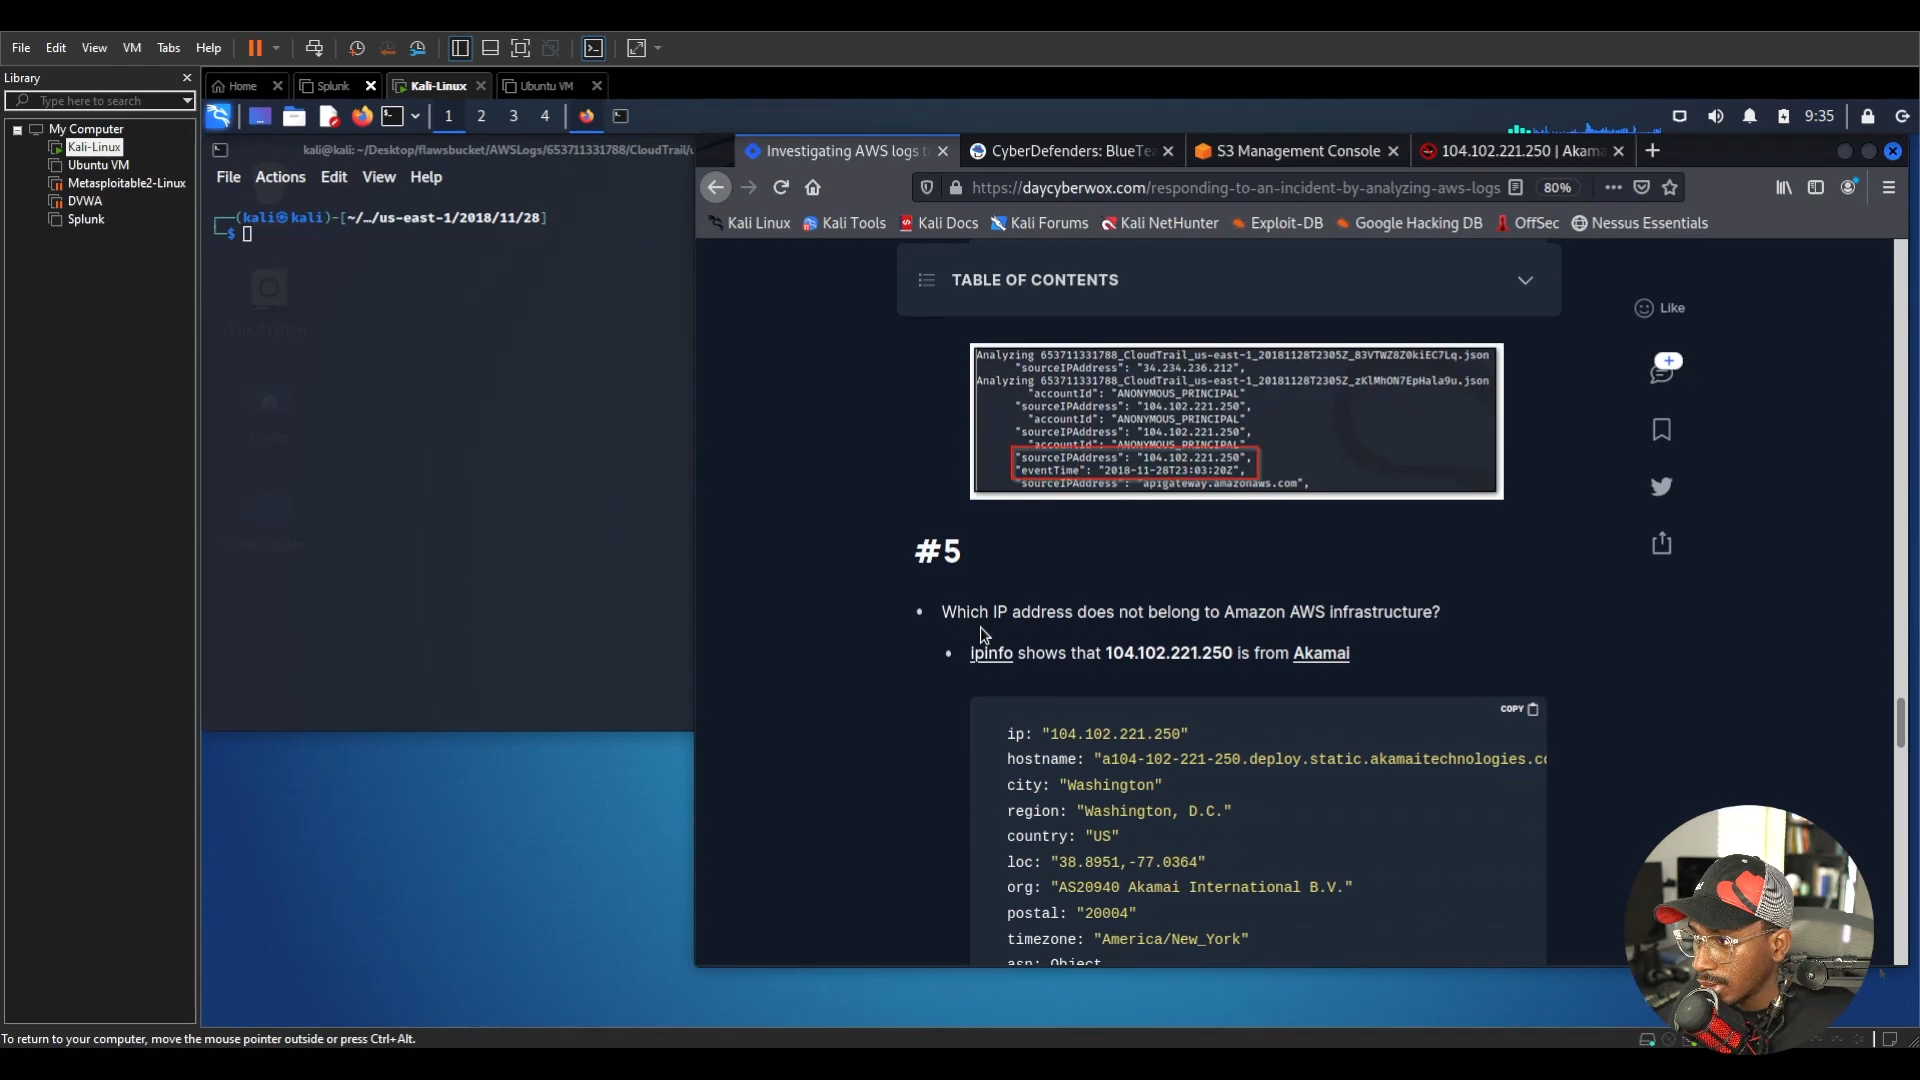 File Edit View VM Tabs Help
Library
Type here to search
My Computer
Kali-Linux
Ubuntu VM
Metasploitable2-Linux
DVWA
Splunk
Home Splunk Kali-Linux Ubuntu VM
1 2 3 4 9:35
kali@kali: ~/Desktop/flawsbucket/AWSLogs/653711331788/CloudTrail/u
File Actions Edit View Help
(kali㉿kali)-[~/…/us-east-1/2018/11/28]
$
Investigating AWS logs to CyberDefenders: BlueTea S3 Management Console 104.102.221.250 | Akama
https://daycyberwox.com/responding-to-an-incident-by-analyzing-aws-logs 80%
Kali Linux Kali Tools Kali Docs Kali Forums Kali NetHunter Exploit-DB Google Hacking DB OffSec Nessus Essentials
TABLE OF CONTENTS
Like
Analyzing 653711331788_CloudTrail_us-east-1_20181128T2305Z_83VTWZ8Z0kiEC7Lq.json
"sourceIPAddress": "34.234.236.212",
Analyzing 653711331788_CloudTrail_us-east-1_20181128T2305Z_zKlMhON7EpHala9u.json
"accountId": "ANONYMOUS_PRINCIPAL"
"sourceIPAddress": "104.102.221.250",
"accountId": "ANONYMOUS_PRINCIPAL"
"sourceIPAddress": "104.102.221.250",
"accountId": "ANONYMOUS_PRINCIPAL"
"sourceIPAddress": "104.102.221.250",
"eventTime": "2018-11-28T23:03:20Z",
"sourceIPAddress": "apigateway.amazonaws.com",
#5
• Which IP address does not belong to Amazon AWS infrastructure?
• ipinfo shows that 104.102.221.250 is from Akamai
COPY
ip: "104.102.221.250"
hostname: "a104-102-221-250.deploy.static.akamaitechnologies.co
city: "Washington"
region: "Washington, D.C."
country: "US"
loc: "38.8951,-77.0364"
org: "AS20940 Akamai International B.V."
postal: "20004"
timezone: "America/New_York"
asn: Object
File System
Home
To return to your computer, move the mouse pointer outside or press Ctrl+Alt.